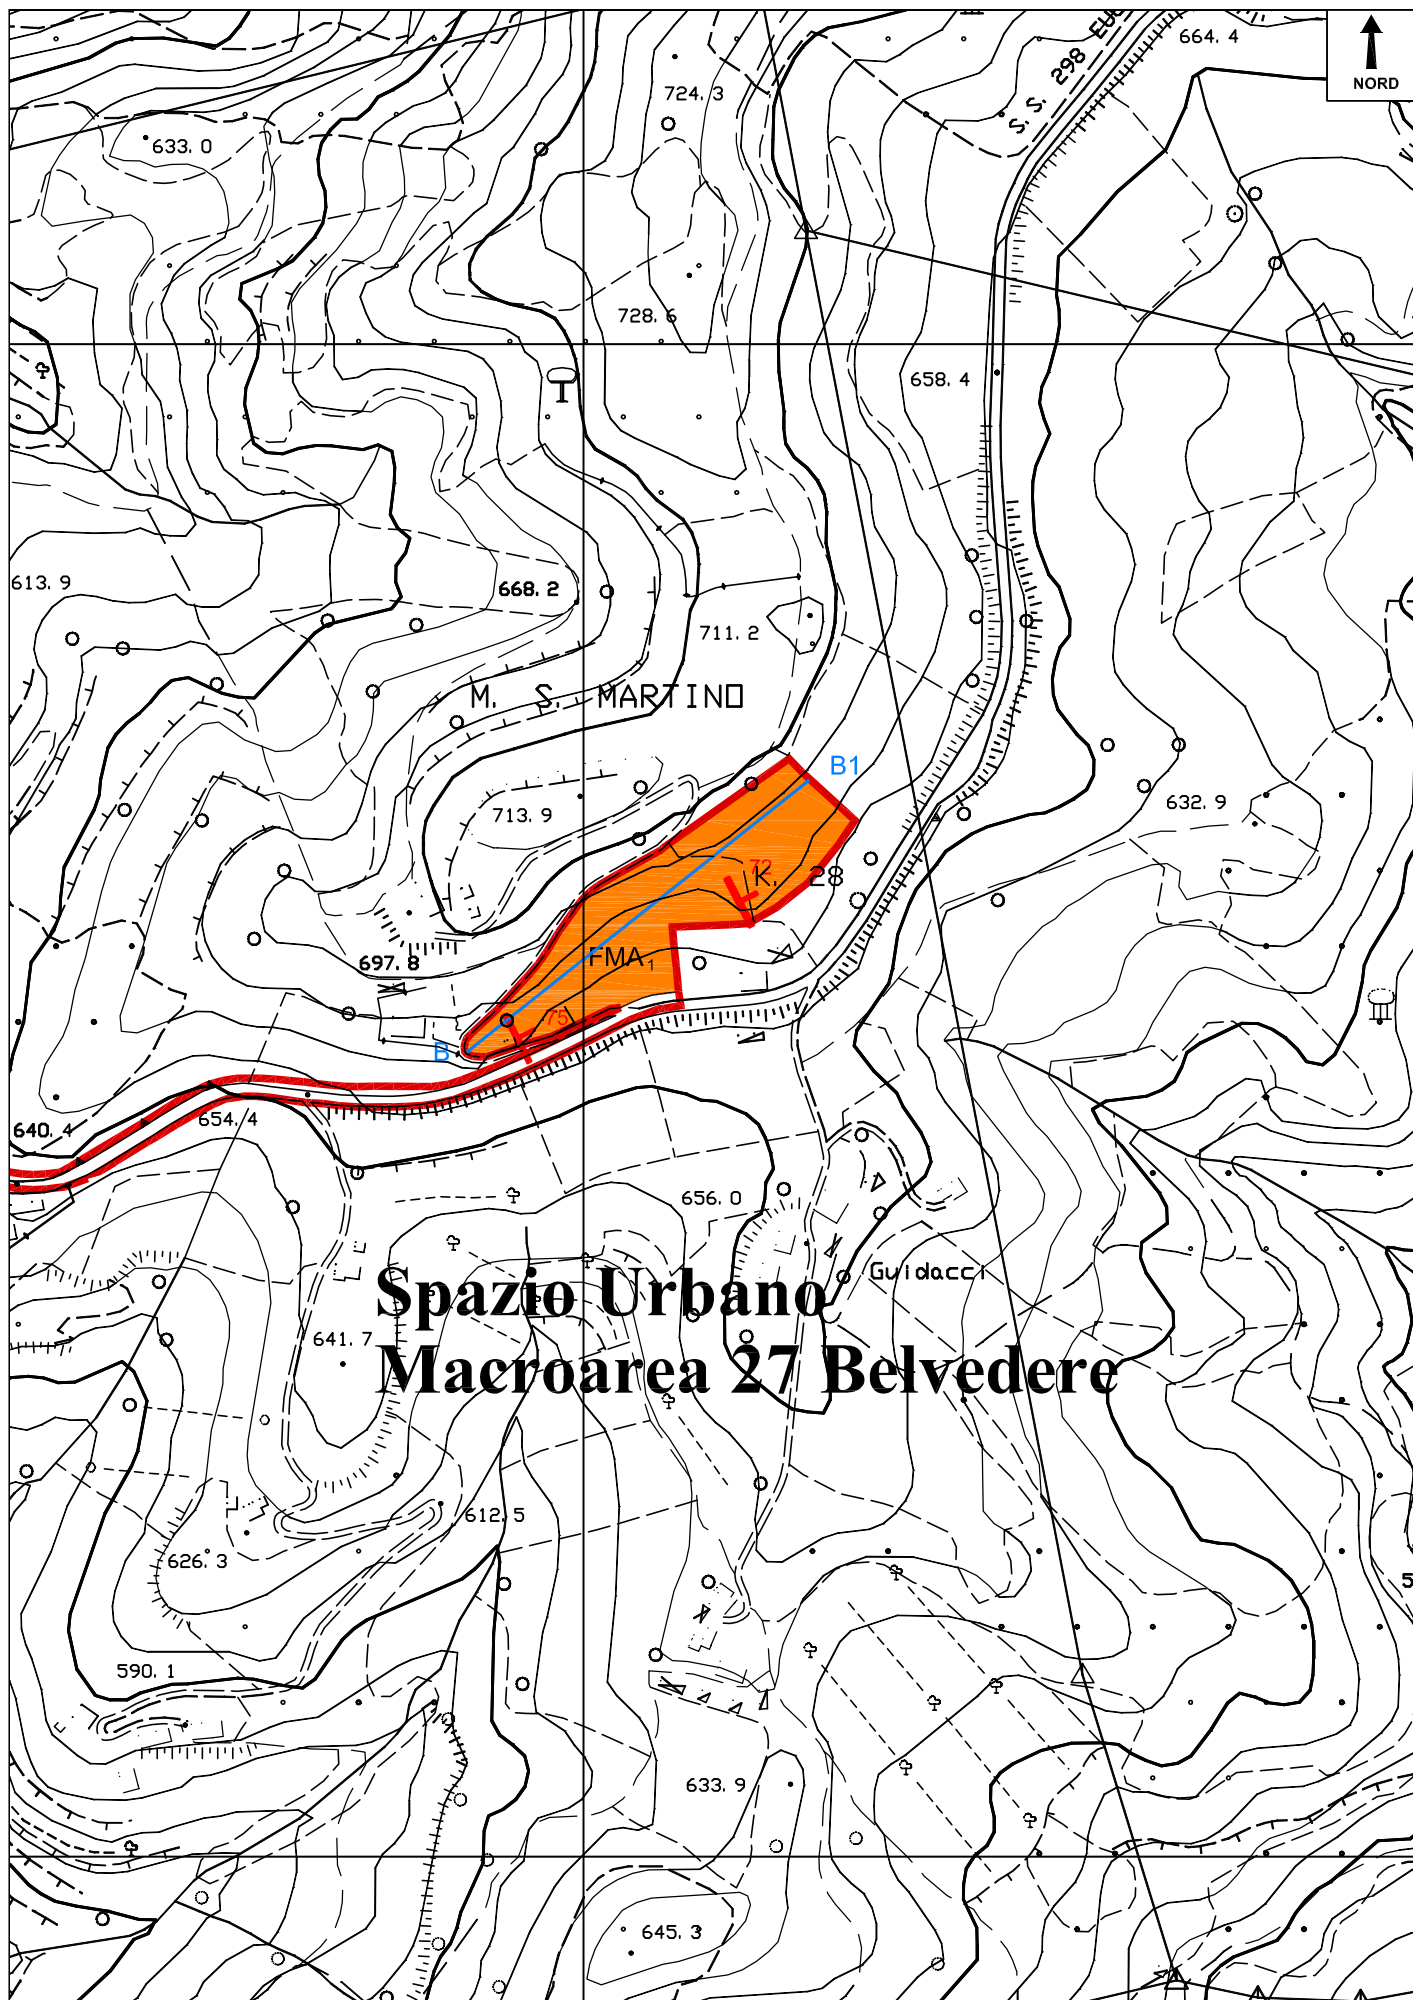 664. 4
NORD
S. S. 298
724. 3
633. 0
728. 6
658. 4
613. 9
668. 2
711. 2
M. S. MARTINO
B1
713. 9
632. 9
72
K. 28
FMA1
697. 8
75
B
640. 4
654. 4
656. 0
Guidacci
Spazio Urbano
641. 7
Macroarea 27 Belvedere
612. 5
626. 3
590. 1
633. 9
645. 3